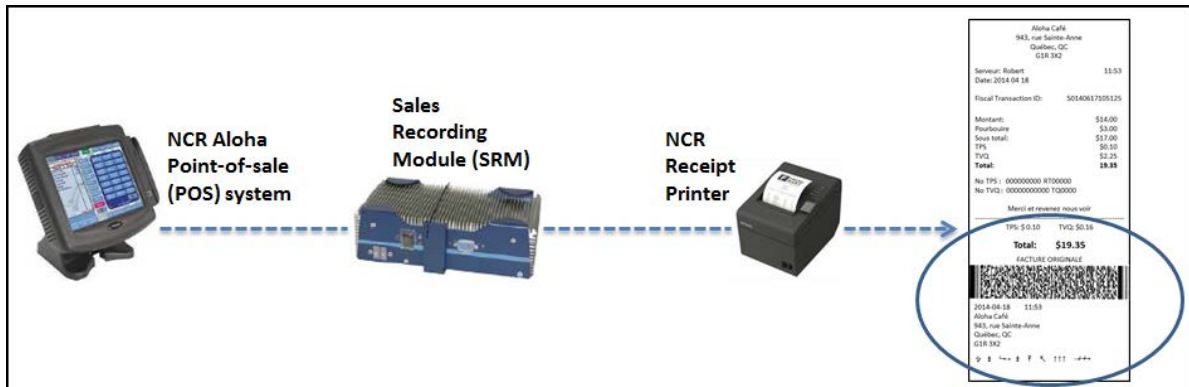 NCR Aloha
Point-of-sale
(POS) system
Sales
Recording
Module (SRM)
NCR
Receipt
Printer
Aloha Café
943, rue Sainte-Anne
Québec, QC
G1R 3X2
Serveur: Robert 11:53
Date: 2014 04 18
Fiscal Transaction ID: S0140617105125
Montant: $14.00
Pourboire $3.00
Sous total: $17.00
TPS $0.10
TVQ $2.25
Total: 19.35
No TPS : 000000000 RT00000
No TVQ : 00000000000 TQ0000
Merci et revenez nous voir
TPS: $ 0.10 TVQ: $0.16
Total: $19.35
FACTURE ORIGINALE
2014-04-18 11:53
Aloha Café
943, rue Sainte-Anne
Québec, QC
G1R 3X2